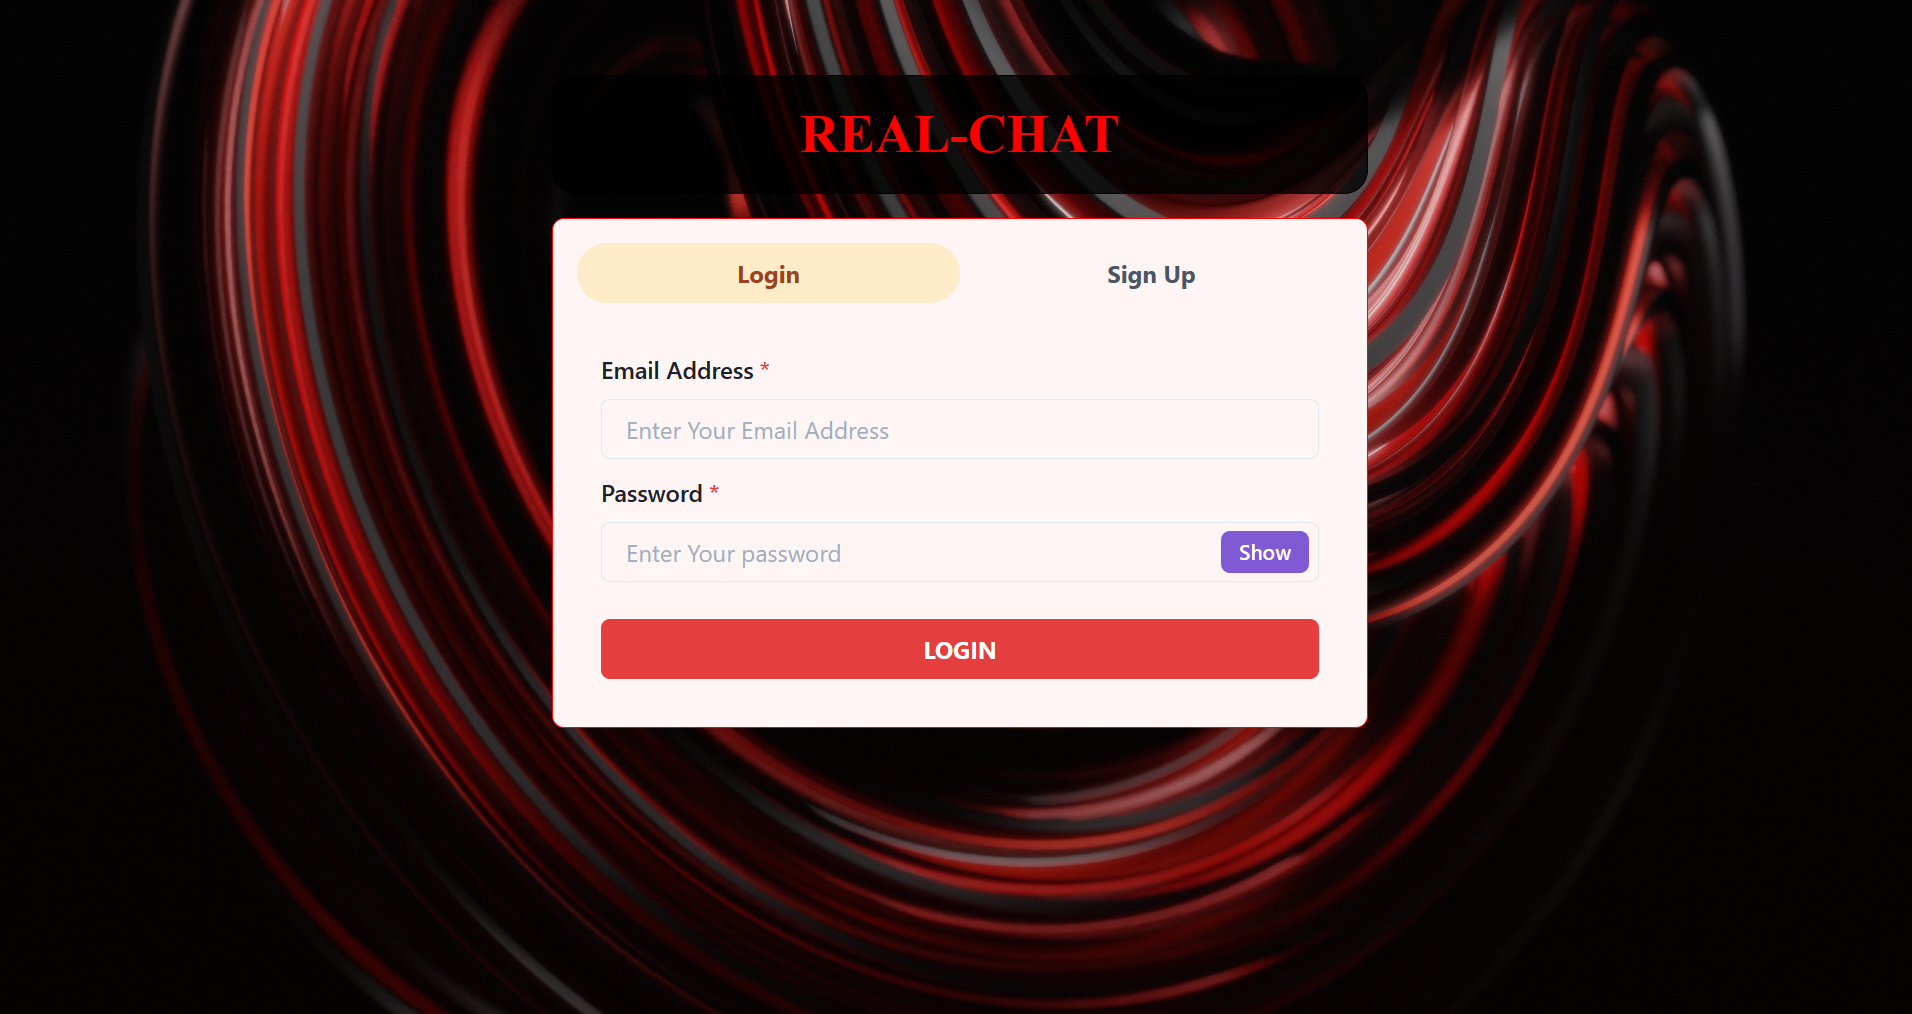 REAL-CHAT
Login Sign Up
Email Address *
Enter Your Email Address
Password *
Enter Your password Show
LOGIN